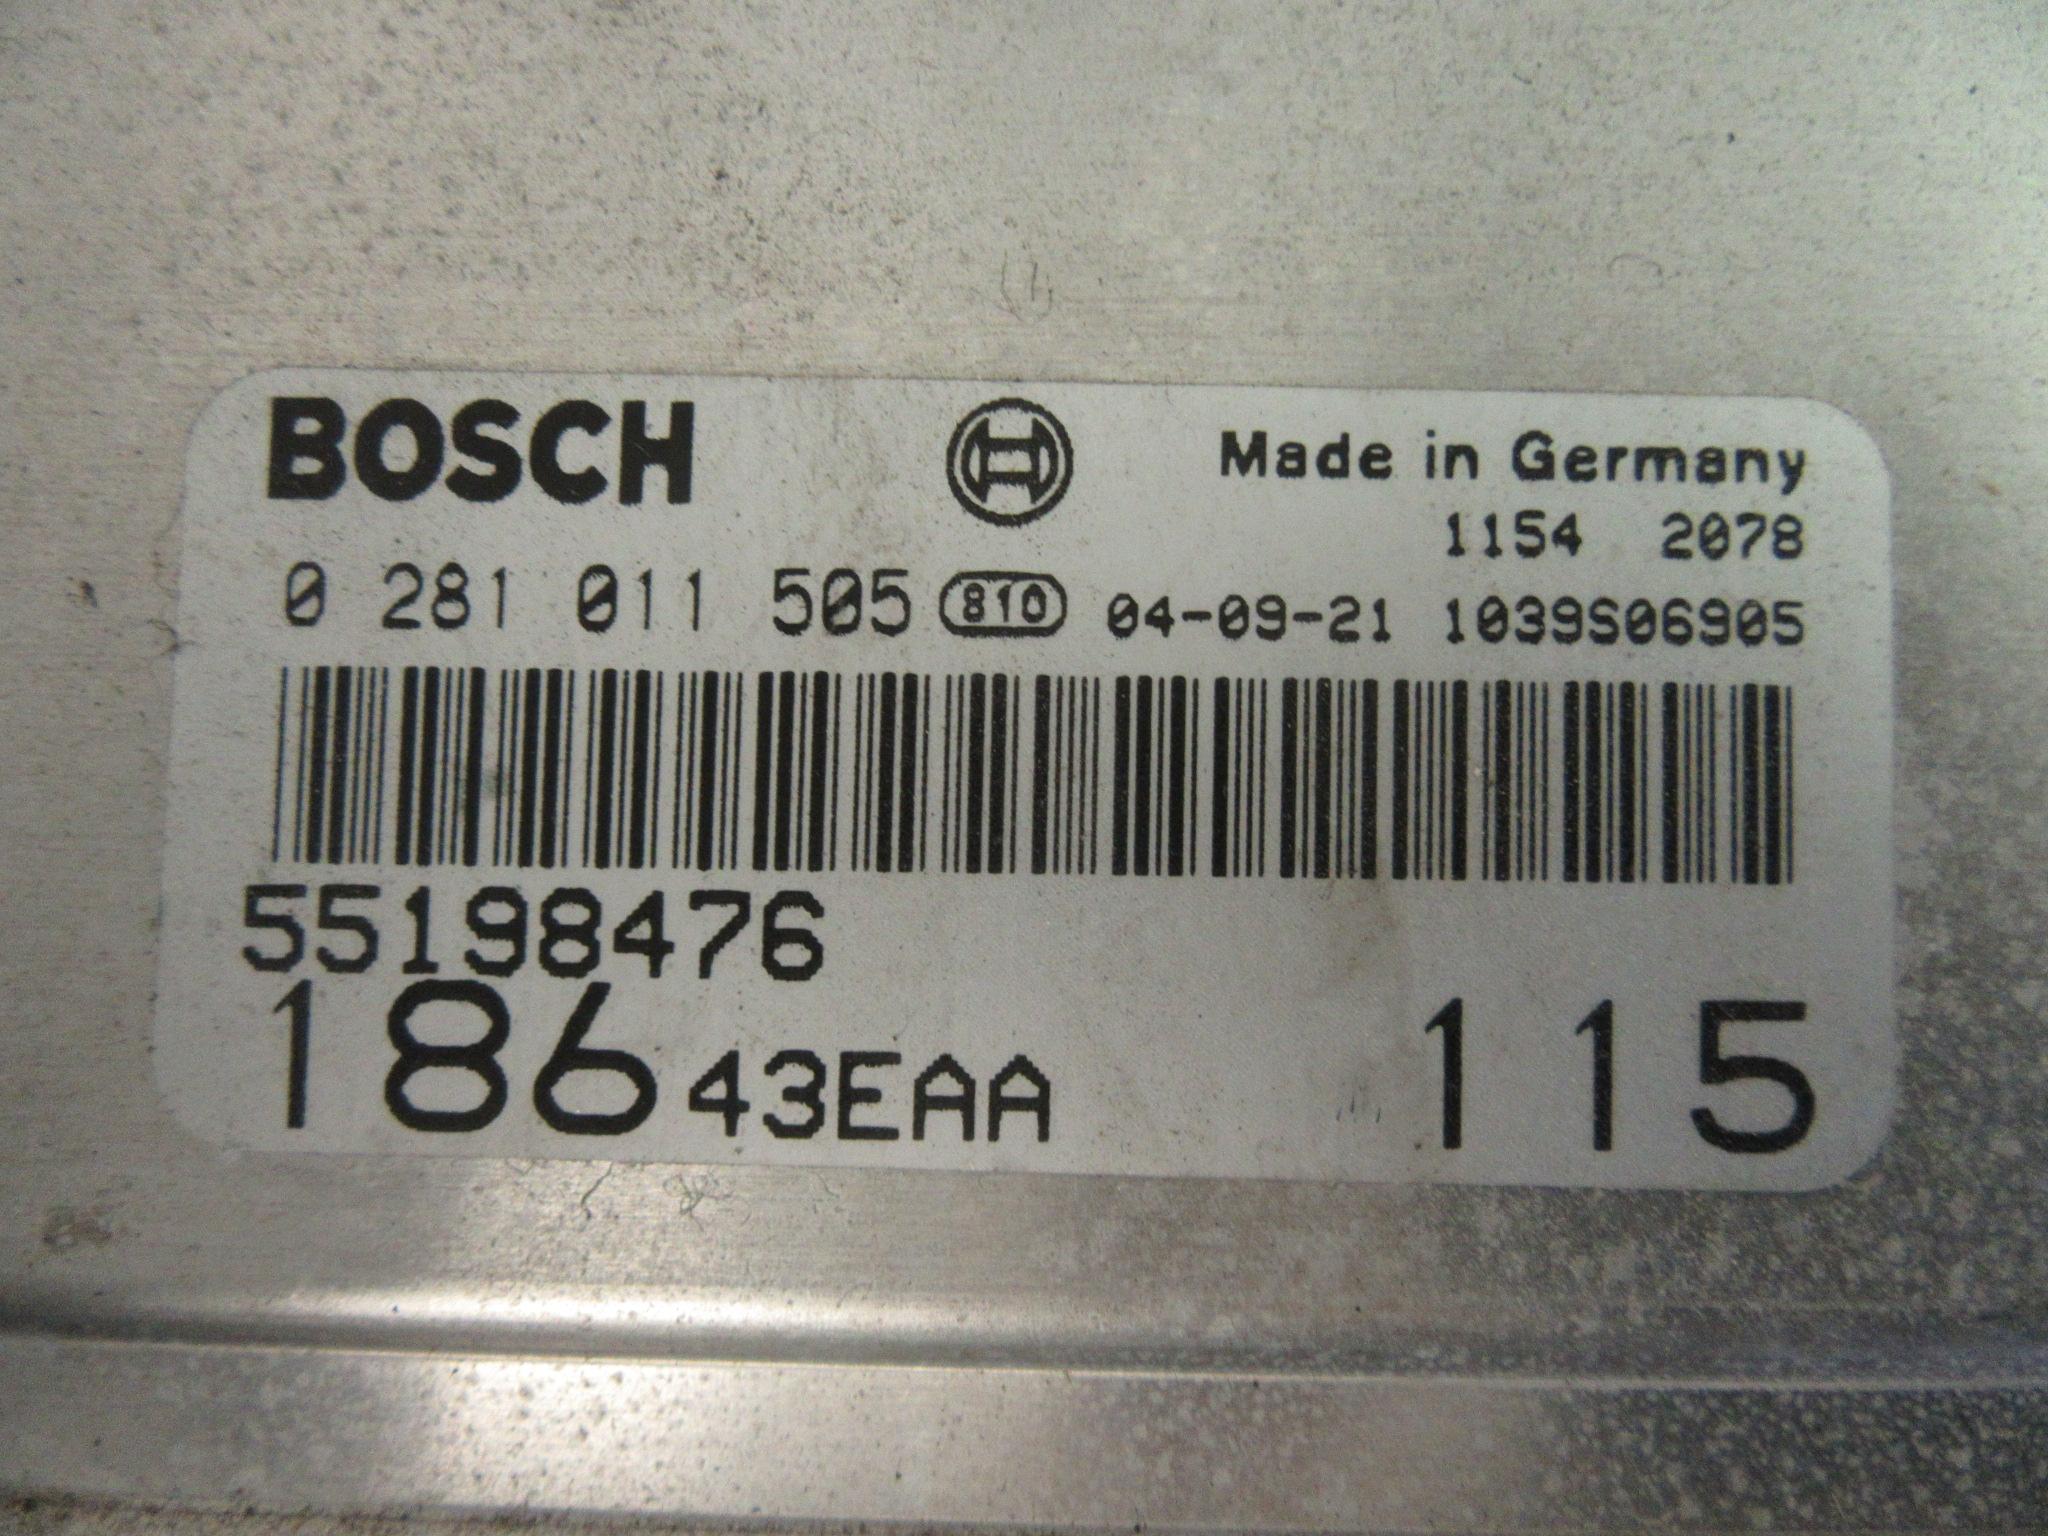 BOSCH Made in Germany
1154 2078
0 281 011 505 810 04-09-21 1039S06905
55198476
186 43EAA 115